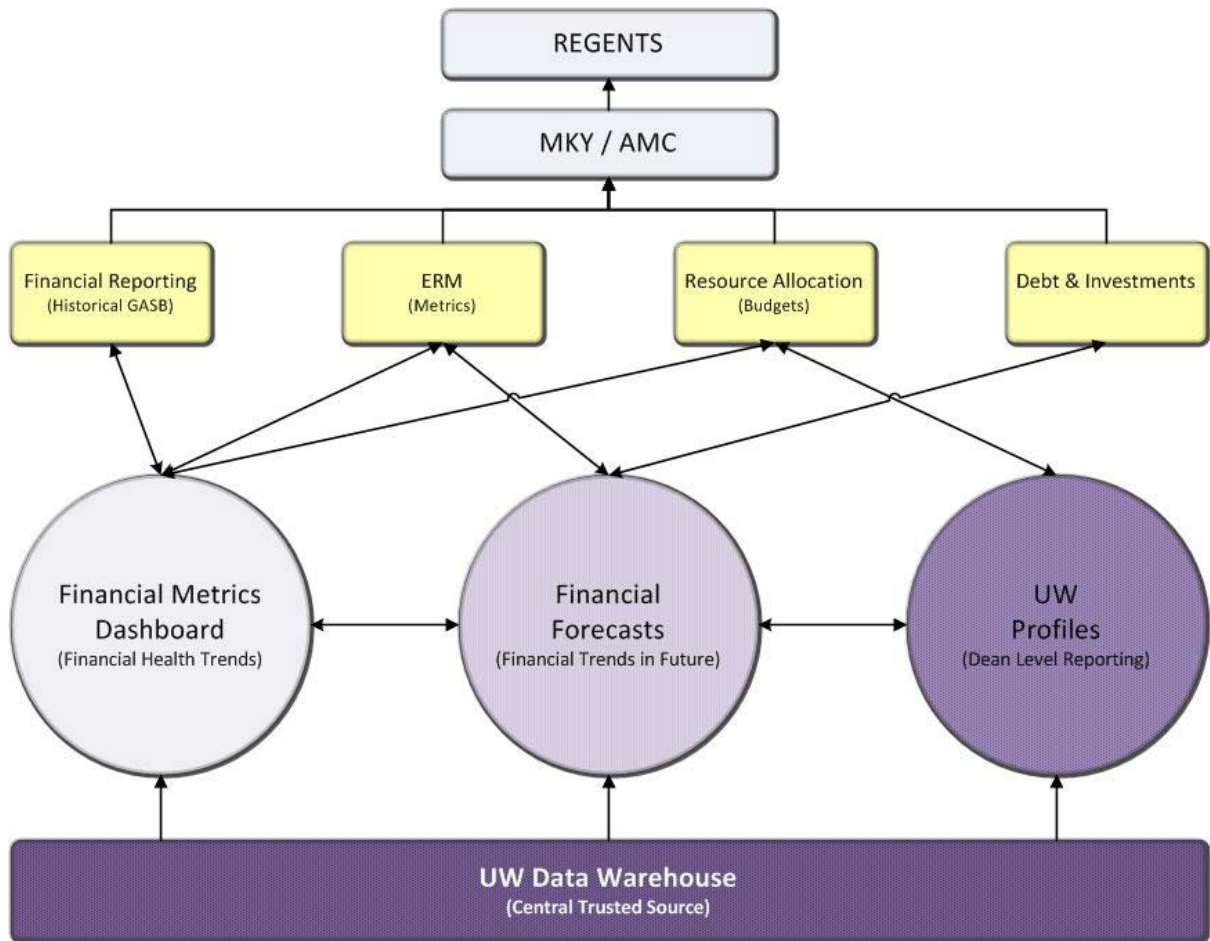 REGENTS
MKY / AMC
Financial Reporting
(Historical GASB)
ERM
(Metrics)
Resource Allocation
(Budgets)
Debt & Investments
Financial Metrics
Dashboard
(Financial Health Trends)
Financial
Forecasts
(Financial Trends in Future)
UW
Profiles
(Dean Level Reporting)
UW Data Warehouse
(Central Trusted Source)